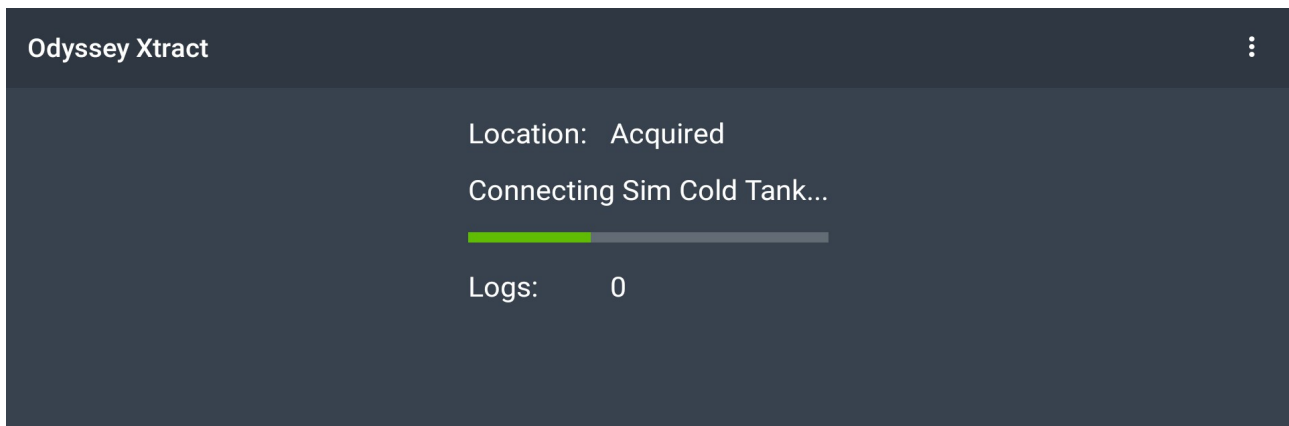 Odyssey Xtract
Location: Acquired
Connecting Sim Cold Tank...
Logs: 0